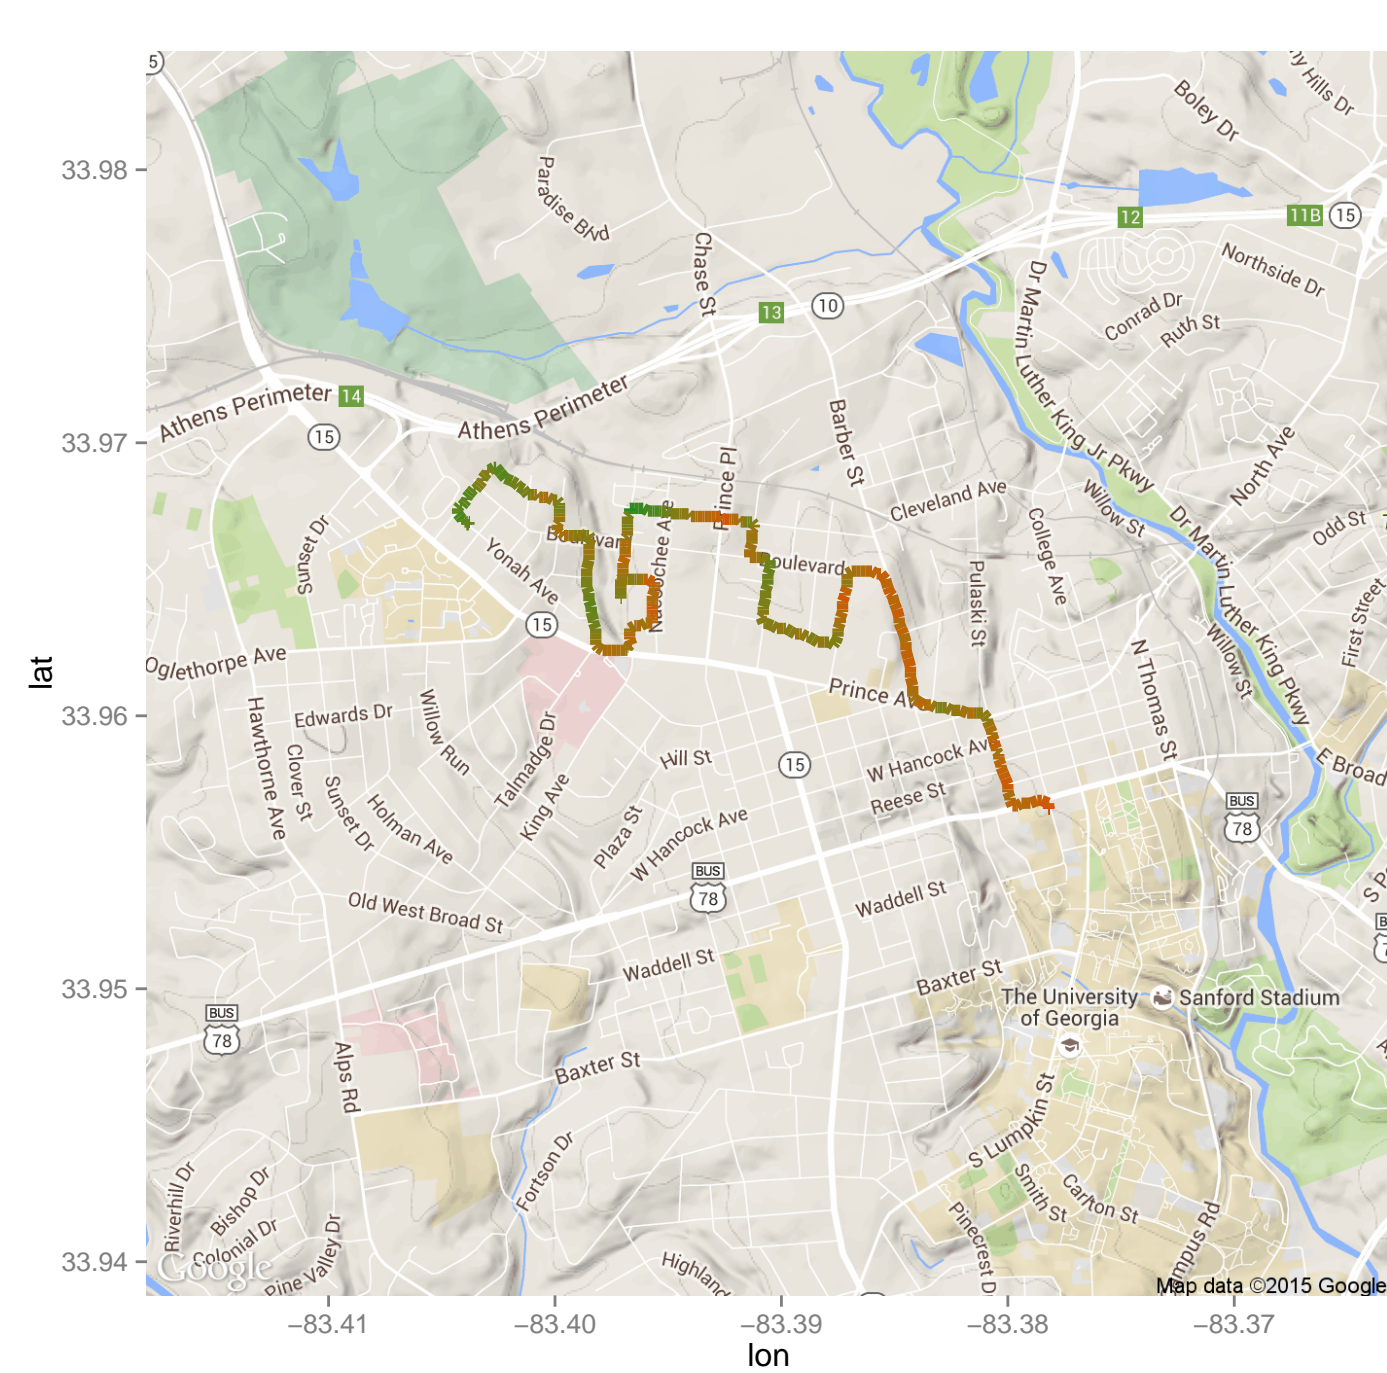 5
Boley Dr
ny Hills Dr
33.98
Paradise Blvd
12
11B
15
Chase St
Northside Dr
Dr Martin Luther King Jr Pkwy
13
10
Conrad Dr
Ruth St
Athens Perimeter
14
Athens Perimeter
15
33.97
Barber St
Prince Pl
North Ave
Cleveland Ave
Willow St
Odd St
Sunset Dr
Nacoochee Ave
College Ave
Dr Martin Luther King Pkwy
Yonah Ave
Boulevard
Pulaski St
First Street
15
Oglethorpe Ave
Willow St
N Thomas St
lat
Prince Ave
33.96
Edwards Dr
Willow Run
Hawthorne Ave
Talmadge Dr
Hill St
15
W Hancock Av
E Broad
Clover St
Sunset Dr
Holman Ave
King Ave
Plaza St
W Hancock Ave
Reese St
BUS
78
BUS
78
Old West Broad St
Waddell St
Waddell St
Baxter St
33.95
The University
of Georgia
Sanford Stadium
BUS
78
Alps Rd
Baxter St
S Lumpkin St
Fortson Dr
Smith St
Carlton St
Riverhill Dr
Bishop Dr
Colonial Dr
Pine Valley Dr
Pinecrest D
mpus Rd
33.94
Google
Highland
Map data ©2015 Google
−83.41
−83.40
−83.39
−83.38
−83.37
lon